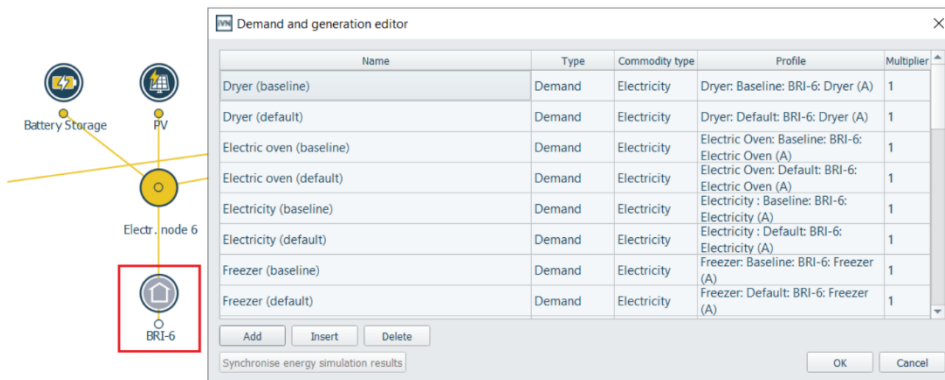 IVN Demand and generation editor
Name Type Commodity type Profile Multiplier
Dryer (baseline) Demand Electricity Dryer: Baseline: BRI-6: Dryer (A) 1
Dryer (default) Demand Electricity Dryer: Default: BRI-6: Dryer (A) 1
Electric oven (baseline) Demand Electricity Electric Oven: Baseline: BRI-6: 1
Electric Oven (A)
Electric oven (default) Demand Electricity Electric Oven: Default: BRI-6: 1
Electric Oven (A)
Electricity (baseline) Demand Electricity Electricity : Baseline: BRI-6: 1
Electricity (A)
Electricity (default) Demand Electricity Electricity : Default: BRI-6: 1
Electricity (A)
Freezer (baseline) Demand Electricity Freezer: Baseline: BRI-6: Freezer 1
(A)
Freezer (default) Demand Electricity Freezer: Default: BRI-6: Freezer 1
(A)
Add Insert Delete
Synchronise energy simulation results OK Cancel
Battery Storage PV
Electr. node 6
BRI-6